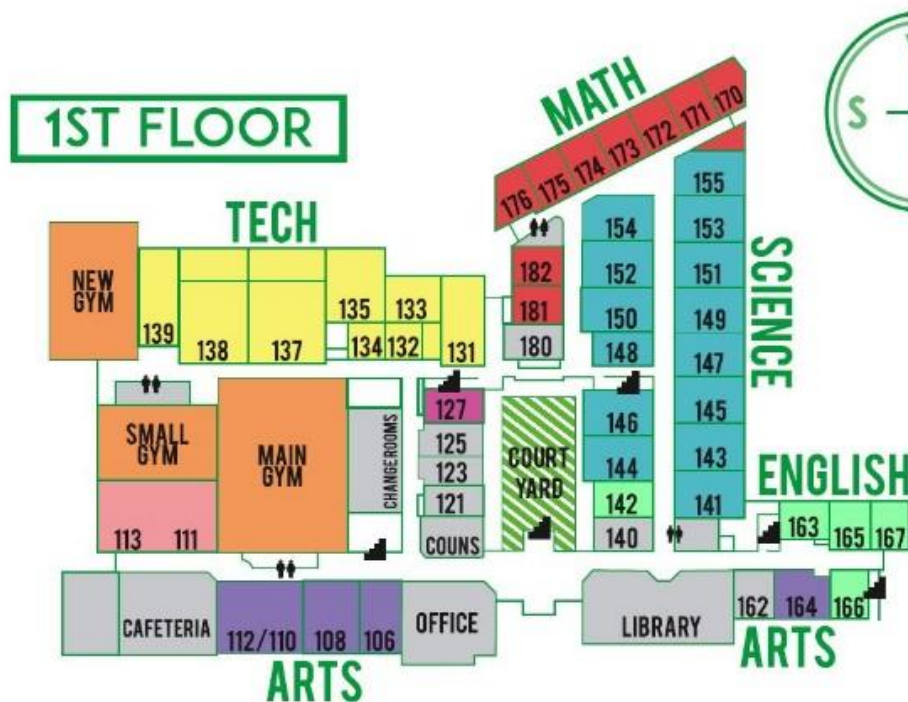 1ST FLOOR
MATH
S
170
171
172
173
174
175
176
155
TECH
154
153
NEW
GYM
182
152
151
SCIENCE
135
133
181
150
149
139
138
137
134
132
131
180
148
147
127
146
145
SMALL
GYM
MAIN
GYM
CHANGEROOMS
125
COURT
YARD
123
144
143
ENGLISH
121
142
141
163
165
167
113
111
COUNS
140
CAFETERIA
112/110
108
106
OFFICE
LIBRARY
162
164
166
ARTS
ARTS